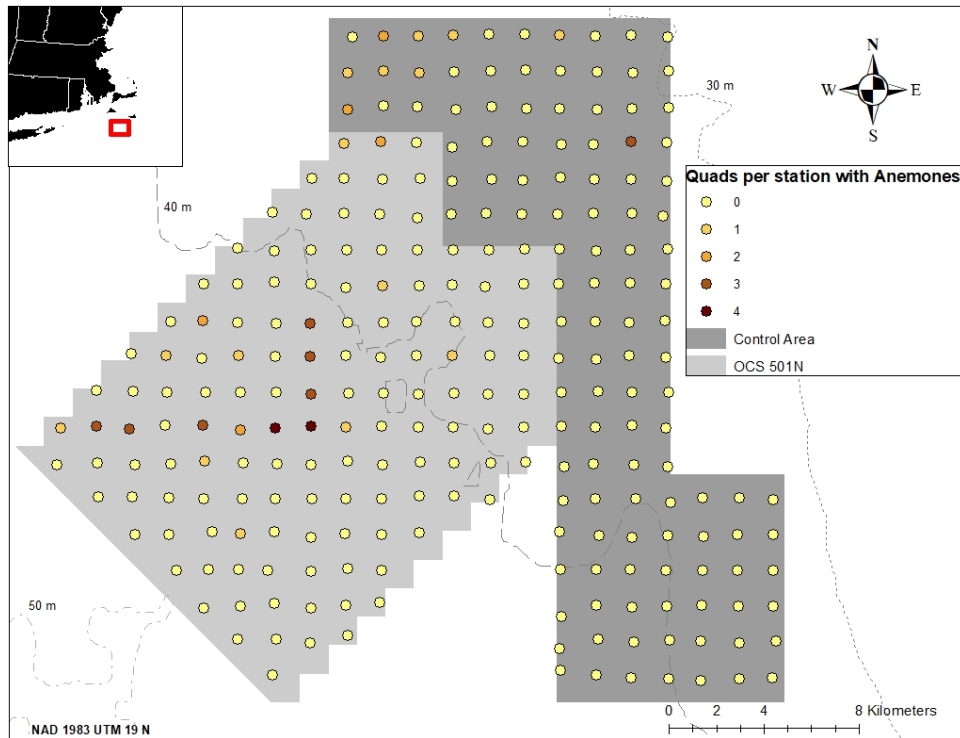 N
W E
S
30 m
40 m
50 m
Quads per station with Anemones
0
1
2
3
4
Control Area
OCS 501N
0 2 4 8 Kilometers
NAD 1983 UTM 19 N